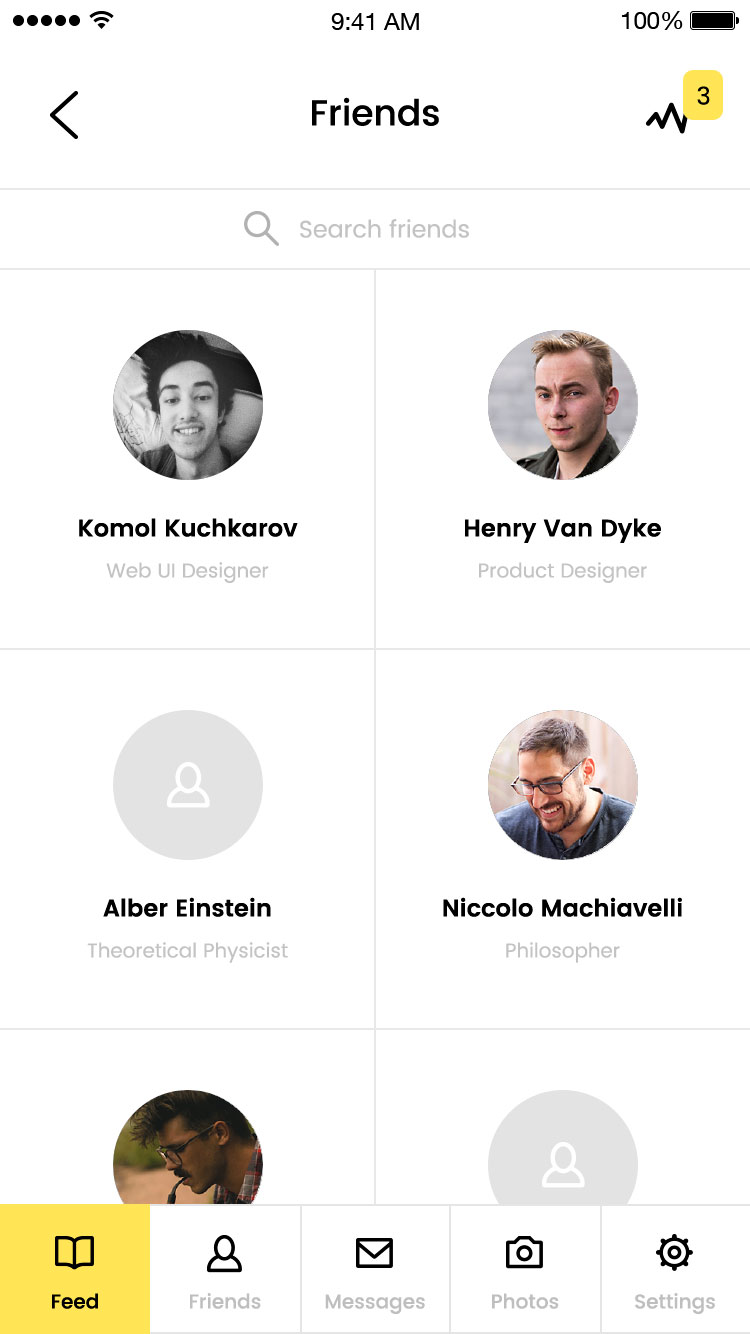 9:41 AM 100%
Friends 3
Search friends
Komol Kuchkarov Henry Van Dyke
Web UI Designer Product Designer
Alber Einstein Niccolo Machiavelli
Theoretical Physicist Philosopher
Feed Friends Messages Photos Settings